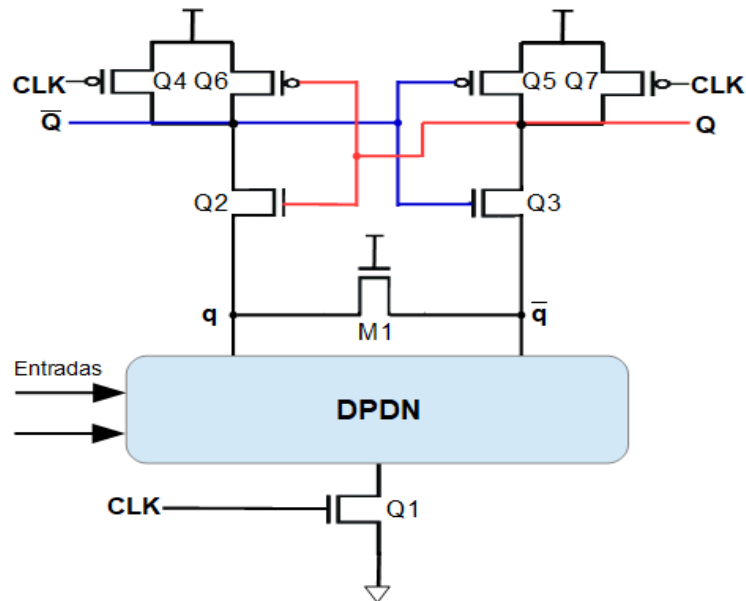 CLK Q4 Q6 Q5 Q7 CLK
Q̅ Q
Q2 Q3
q M1 q̅
Entradas
DPDN
CLK Q1